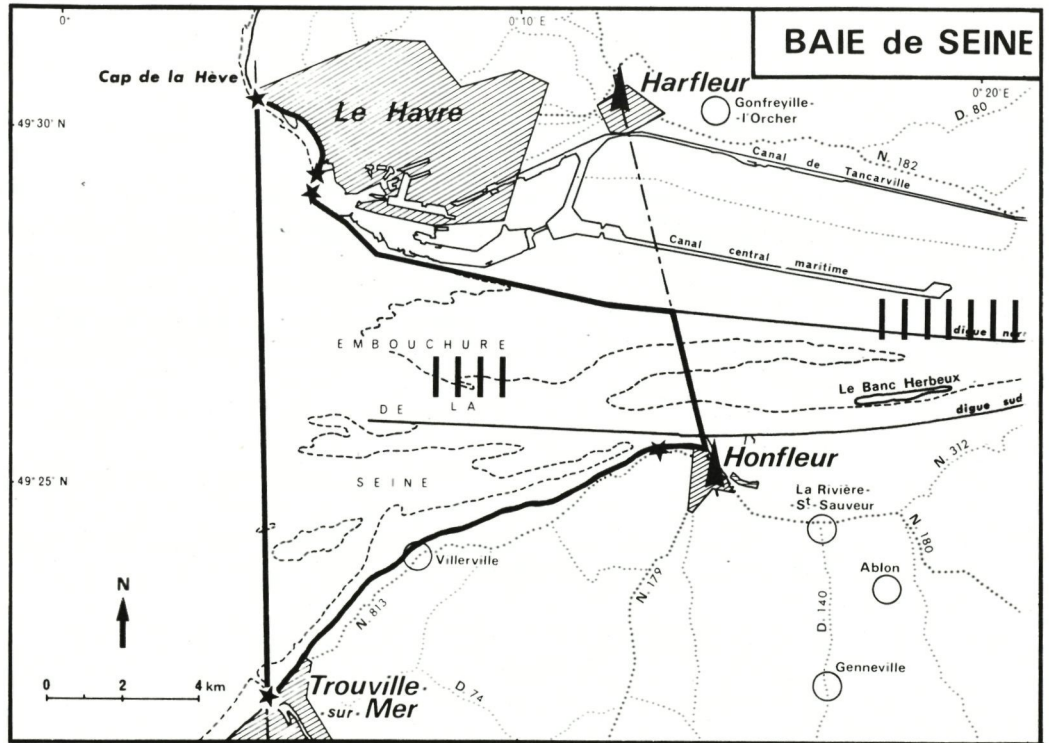 0°
0° 10 E
BAIE de SEINE
Cap de la Hève
Harfleur
0° 20 E
Le Havre
Gonfreville-
-l'Orcher
D. 80
49° 30 N
N. 182
Canal de Tancarville
Canal central maritime
EMBOUCHURE
digue nor
Le Banc Herbeux
DE LA
digue sud
Honfleur
N. 312
49° 25 N
SEINE
La Rivière-
-St-Sauveur
N. 180
Villerville
Ablon
N
N. 179
N. 813
D. 140
Genneville
0 2 4 km
Trouville-
-sur- Mer
D. 74